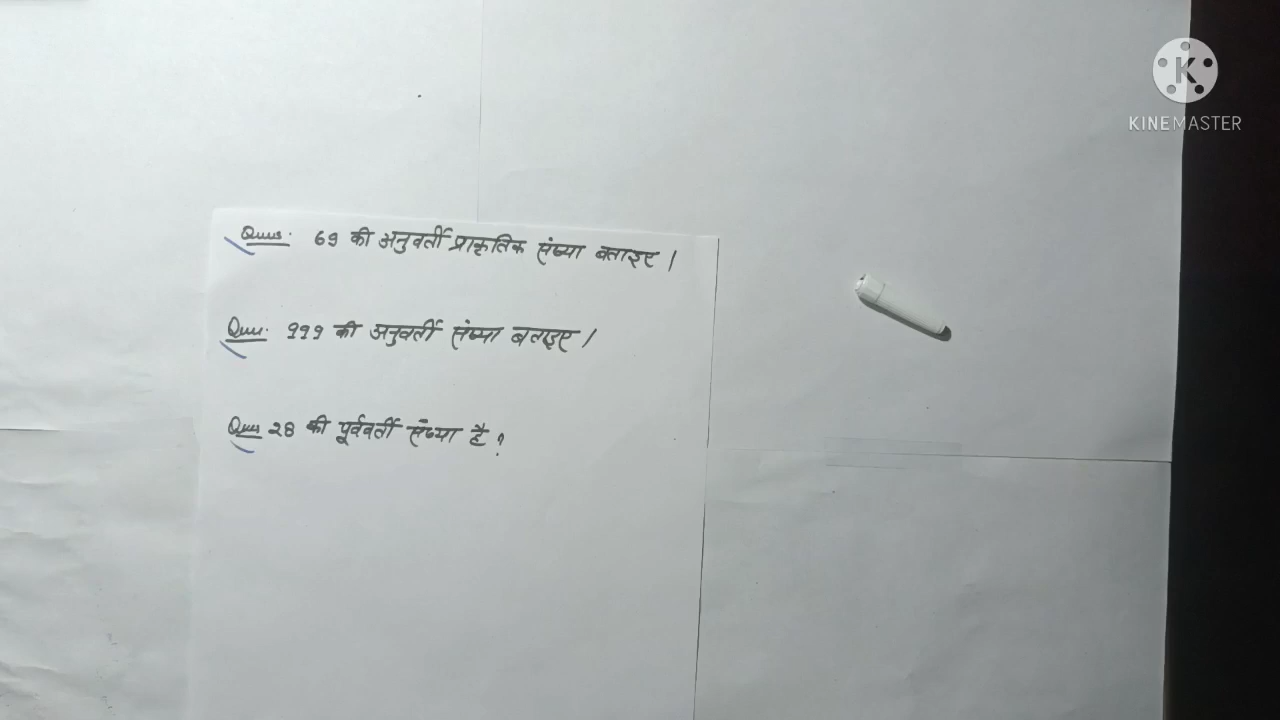 KINEMASTER
Ques. 69 की अनुवर्ती प्राकृतिक संख्या बताइए।
Ques. 999 की अनुवर्ती संख्या बताइए।
Ques 28 की पूर्ववर्ती संख्या है?